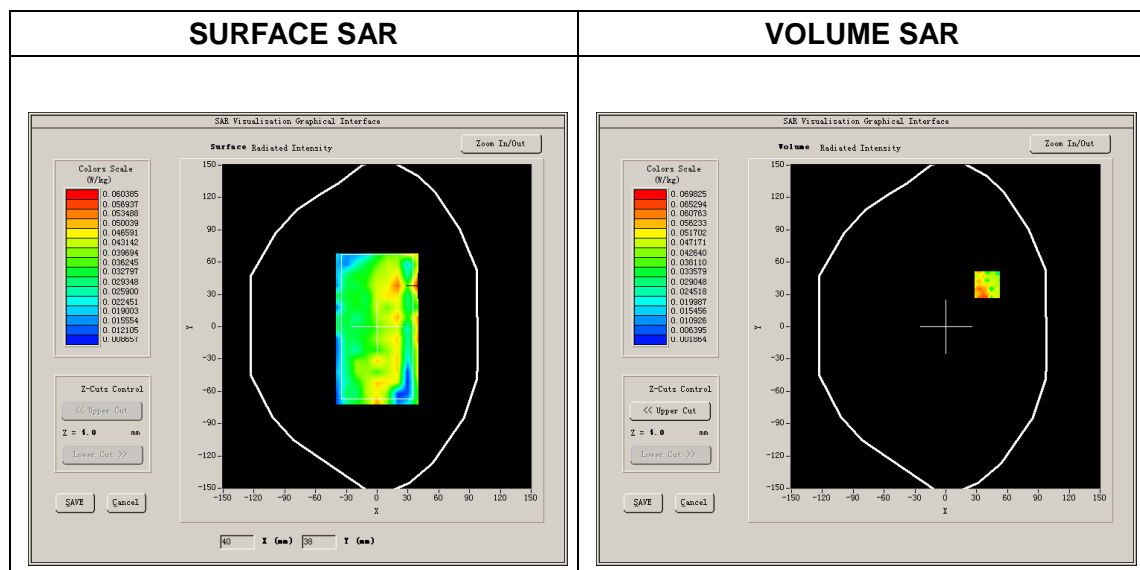 SURFACE SAR
VOLUME SAR
SAR Visualisation Graphical Interface
Surface Radiated Intensity
Zoom In/Out
Colors Scale
(W/kg)
0.060385
0.056937
0.053488
0.050039
0.046591
0.043142
0.039694
0.036245
0.032797
0.029348
0.025900
0.022451
0.019003
0.015554
0.012105
0.008657
Z-Cuts Control
<< Upper Cut
Z = 4.0 mm
Lower Cut >>
SAVE
Cancel
150
120
90
60
30
0
-30
-60
-90
-120
-150
Y
-150 -120 -90 -60 -30 0 30 60 90 120 150
X
40 X (mm) 38 Y (mm)
SAR Visualisation Graphical Interface
Volume Radiated Intensity
Zoom In/Out
Colors Scale
(W/kg)
0.069825
0.065294
0.060763
0.056233
0.051702
0.047171
0.042640
0.038110
0.033579
0.029048
0.024518
0.019987
0.015456
0.010926
0.006395
0.001864
Z-Cuts Control
<< Upper Cut
Z = 4.0 mm
Lower Cut >>
SAVE
Cancel
150
120
90
60
30
0
-30
-60
-90
-120
-150
Y
-150 -120 -90 -60 -30 0 30 60 90 120 150
X